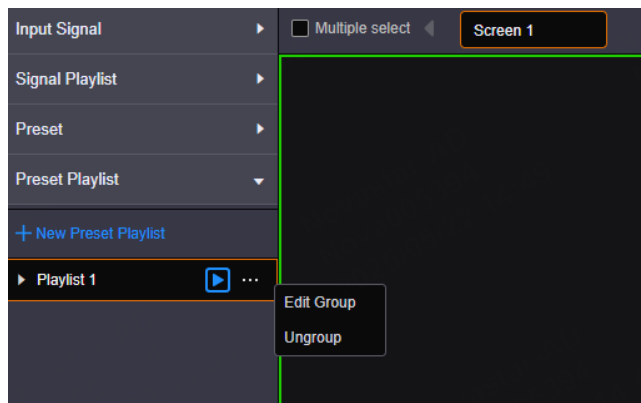 Input Signal
Multiple select
Screen 1
Signal Playlist
Preset
Preset Playlist
+ New Preset Playlist
Playlist 1
...
Edit Group
Ungroup